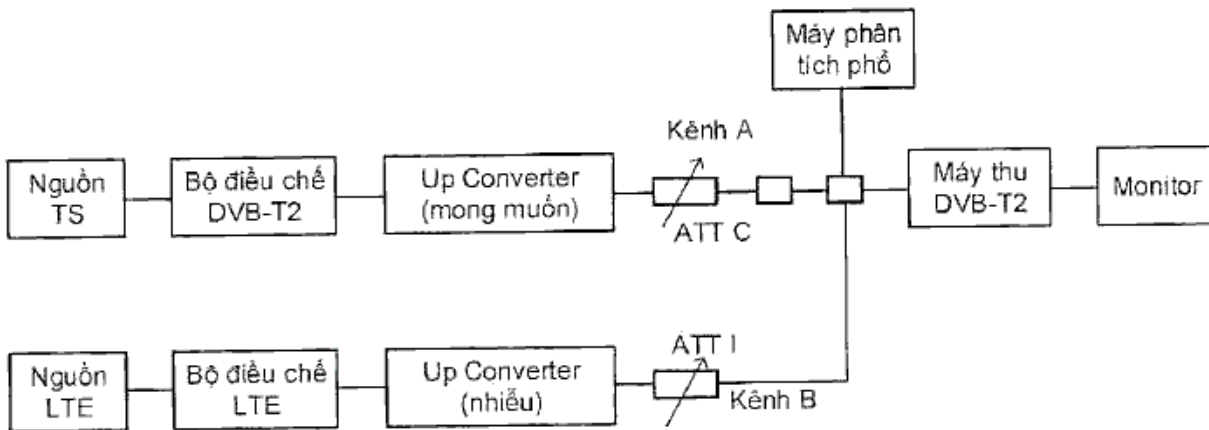 Máy phân
tích phổ
Kênh A
Nguồn
TS
Bộ điều chế
DVB-T2
Up Converter
(mong muốn)
ATT C
Máy thu
DVB-T2
Monitor
Nguồn
LTE
Bộ điều chế
LTE
Up Converter
(nhiễu)
ATT I
Kênh B